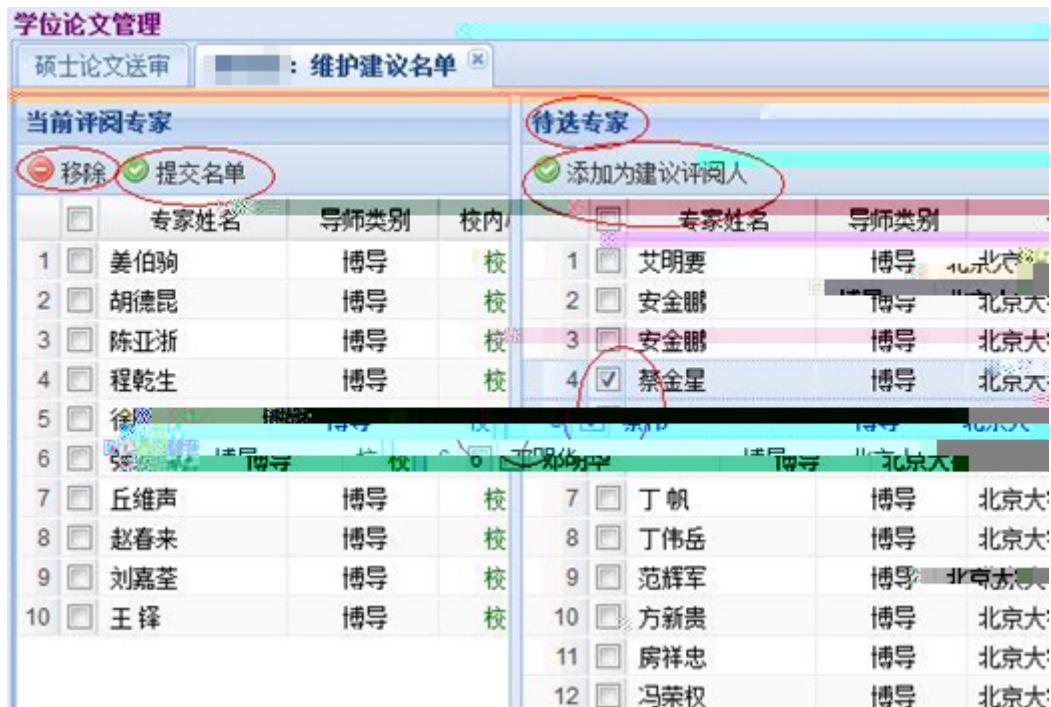 学位论文管理
硕士论文送审 : 维护建议名单
当前评阅专家
移除 提交名单
专家姓名 导师类别 校内
1 姜伯驹 博导 校
2 胡德昆 博导 校
3 陈亚浙 博导 校
4 程乾生 博导 校
5 徐
6 张 博导 校
7 丘维声 博导 校
8 赵春来 博导 校
9 刘嘉荃 博导 校
10 王铎 博导 校
待选专家
添加为建议评阅人
专家姓名 导师类别
1 艾明要 博导 北
2 安金鹏 博导 北京大
3 安金鹏 博导 北京大
4 蔡金星 博导 北京大
6 邓明华 博导 北京大
7 丁帆 博导 北京大
8 丁伟岳 博导 北京大
9 范辉军 博导
10 方新贵 博导 北京大
11 房祥忠 博导 北京大
12 冯荣权 博导 北京大